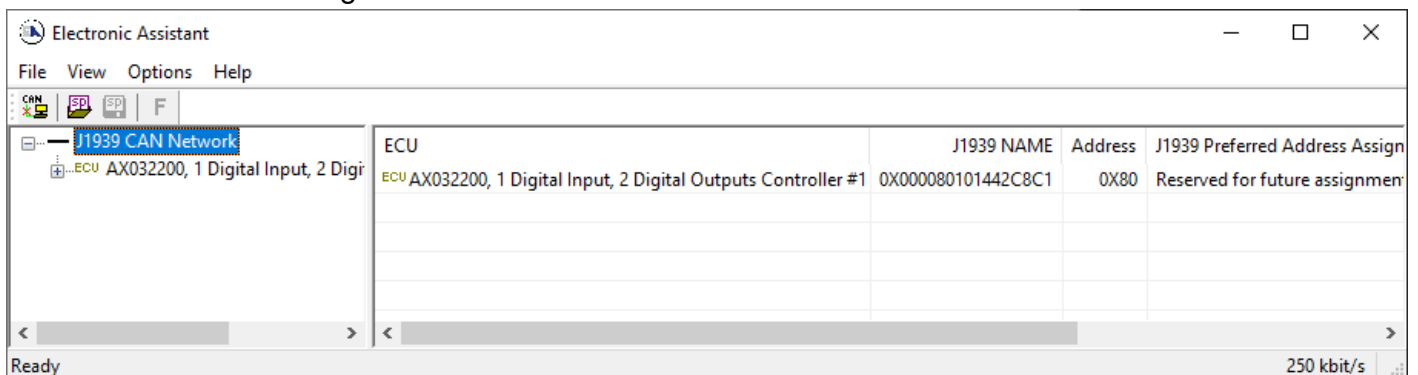 Electronic Assistant
File View Options Help
CAN SP SP F
J1939 CAN Network
ECU AX032200, 1 Digital Input, 2 Digi
ECU J1939 NAME Address J1939 Preferred Address Assign
ECU AX032200, 1 Digital Input, 2 Digital Outputs Controller #1 0X000080101442C8C1 0X80 Reserved for future assignmen
Ready 250 kbit/s